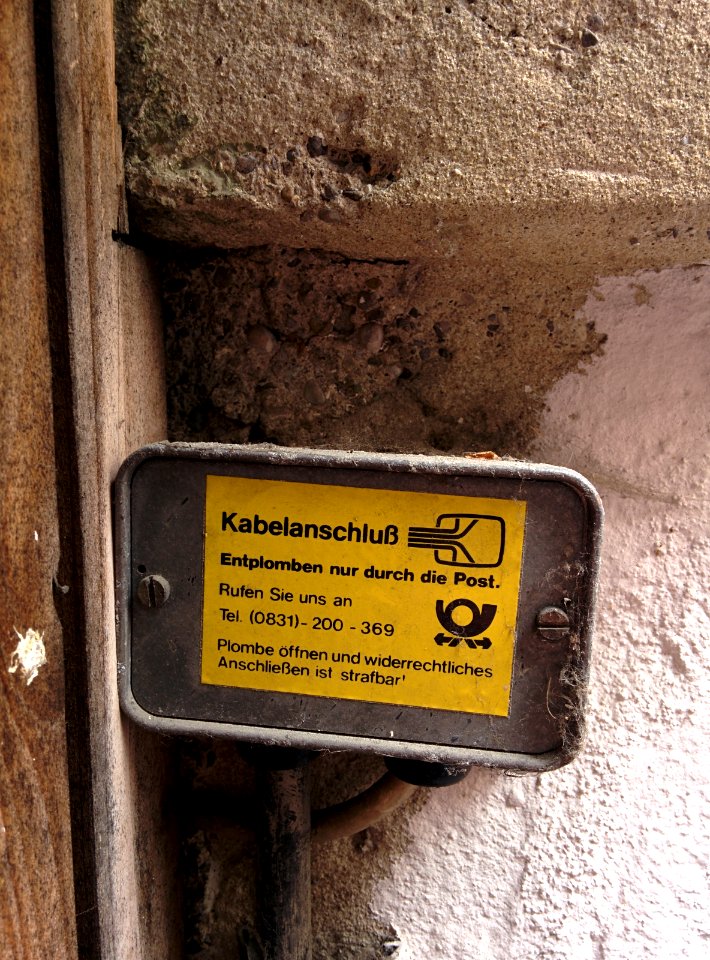 Kabelanschluß
Entplomben nur durch die Post.
Rufen Sie uns an
Tel. (0831)- 200 - 369
Plombe öffnen und widerrechtliches
Anschließen ist strafbar'